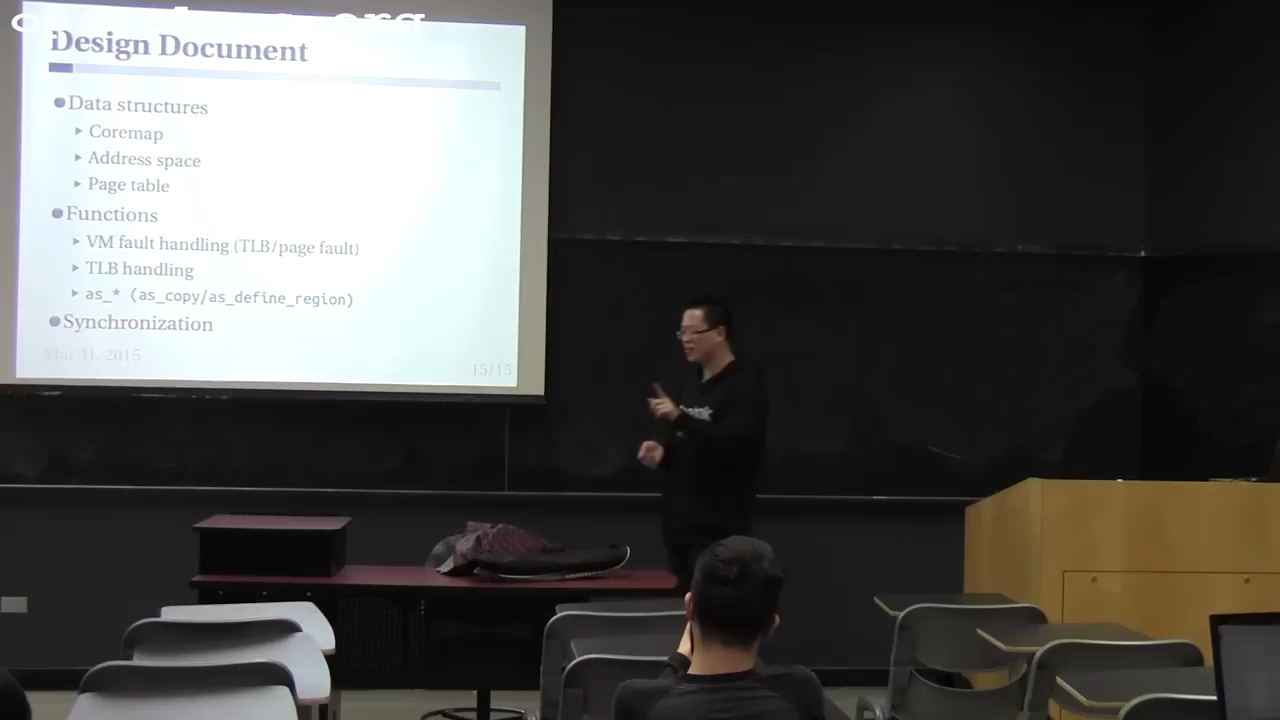 Design Document
Data structures
Coremap
Address space
Page table
Functions
VM fault handling (TLB/page fault)
TLB handling
as_* (as_copy/as_define_region)
Synchronization
Mar 31, 2015
15/15